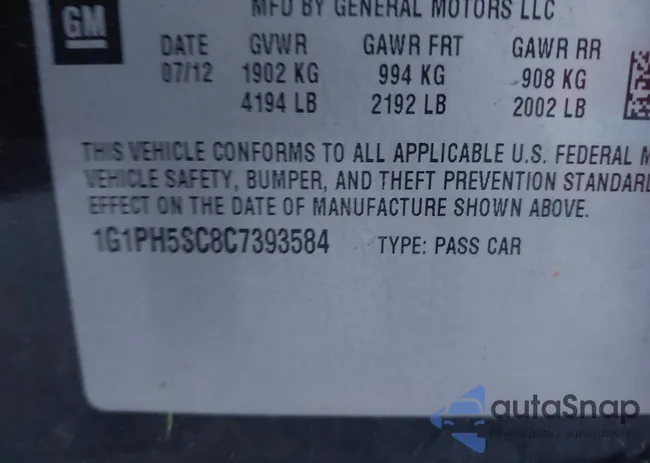 MFD BY GENERAL MOTORS LLC
GM
DATE GVWR GAWR FRT GAWR RR
07/12 1902 KG 994 KG 908 KG
4194 LB 2192 LB 2002 LB
THIS VEHICLE CONFORMS TO ALL APPLICABLE U.S. FEDERAL M
VEHICLE SAFETY, BUMPER, AND THEFT PREVENTION STANDAR
EFFECT ON THE DATE OF MANUFACTURE SHOWN ABOVE.
1G1PH5SC8C7393584 TYPE: PASS CAR
autoSnap